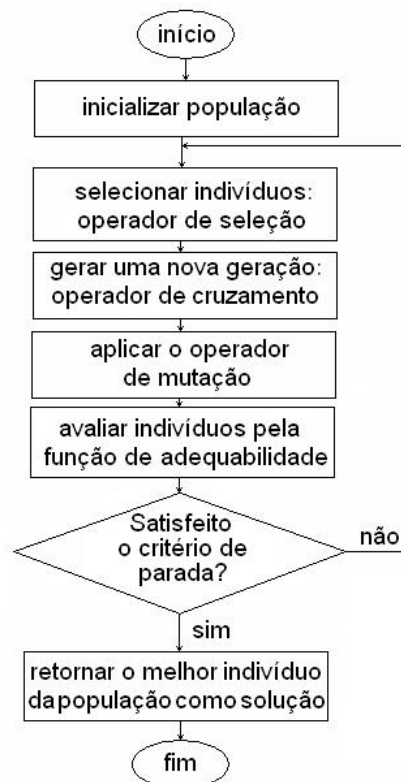 início
inicializar população
selecionar indivíduos:
operador de seleção
gerar uma nova geração:
operador de cruzamento
aplicar o operador
de mutação
avaliar indivíduos pela
função de adequabilidade
Satisfeito
o critério de
parada?
não
sim
retornar o melhor indivíduo
da população como solução
fim